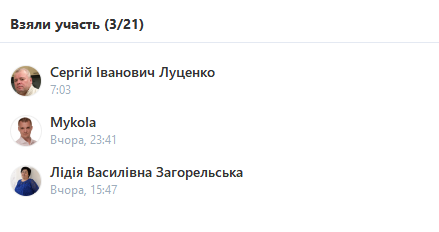 Взяли участь (3/21)
Сергій Іванович Луценко
7:03
Mykola
Вчора, 23:41
Лідія Василівна Загорельська
Вчора, 15:47